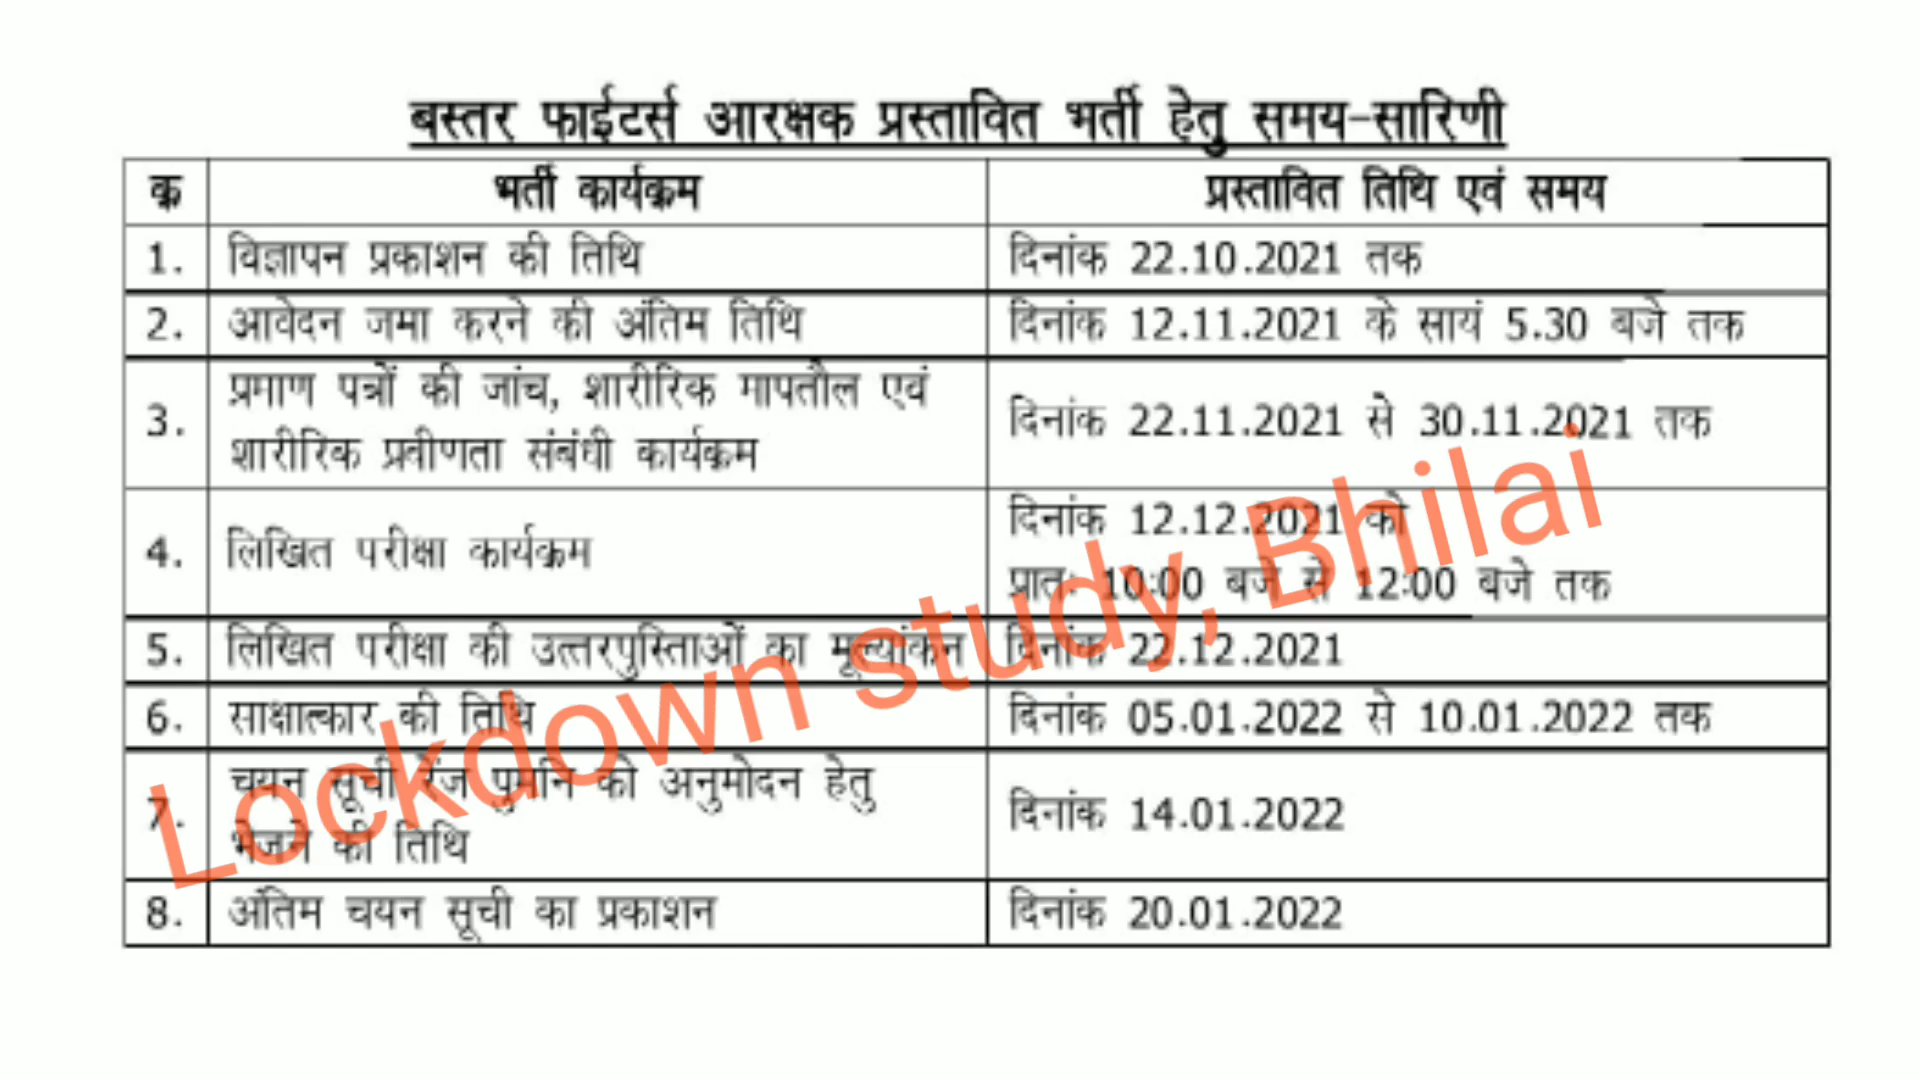 बस्तर फाईटर्स आरक्षक प्रस्तावित भर्ती हेतु समय-सारिणी
क्र भर्ती कार्यक्रम प्रस्तावित तिथि एवं समय
1. विज्ञापन प्रकाशन की तिथि दिनांक 22.10.2021 तक
2. आवेदन जमा करने की अंतिम तिथि दिनांक 12.11.2021 के सायं 5.30 बजे तक
3. प्रमाण पत्रों की जांच, शारीरिक मापतौल एवं
शारीरिक प्रवीणता संबंधी कार्यक्रम दिनांक 22.11.2021 से 30.11.2021 तक
4. लिखित परीक्षा कार्यक्रम दिनांक 12.12.2021 को
प्रातः 10:00 बजे से 12:00 बजे तक
5. लिखित परीक्षा की उत्तरपुस्तिाओं का मूल्यांकन दिनांक 22.12.2021
6. साक्षात्कार की तिथि दिनांक 05.01.2022 से 10.01.2022 तक
7. चयन सूची रेंज पुमनि को अनुमोदन हेतु
भेजने की तिथि दिनांक 14.01.2022
8. अंतिम चयन सूची का प्रकाशन दिनांक 20.01.2022
Lockdown study, Bhilai